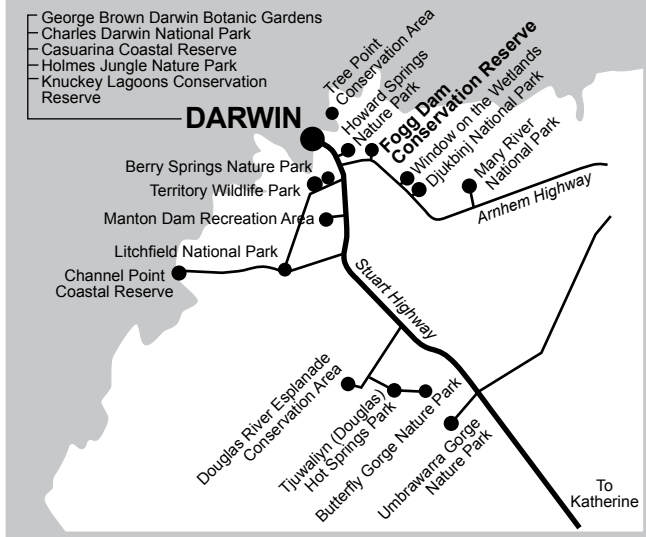 George Brown Darwin Botanic Gardens
Charles Darwin National Park
Casuarina Coastal Reserve
Holmes Jungle Nature Park
Knuckey Lagoons Conservation
Reserve
DARWIN
Tree Point
Conservation Area
Howard Springs
Nature Park
Fogg Dam
Conservation Reserve
Window on the Wetlands
Djukbinj National Park
Mary River
National Park
Arnhem Highway
Berry Springs Nature Park
Territory Wildlife Park
Manton Dam Recreation Area
Litchfield National Park
Channel Point
Coastal Reserve
Stuart Highway
Douglas River Esplanade
Conservation Area
Tjuwaliyn (Douglas)
Hot Springs Park
Butterfly Gorge Nature Park
Umbrawarra Gorge
Nature Park
To
Katherine